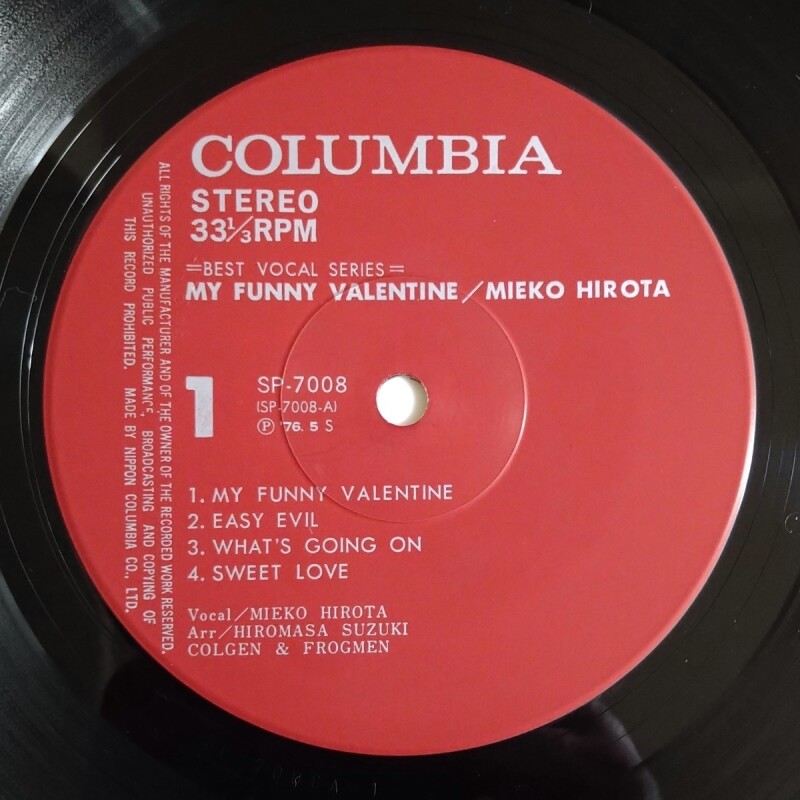 COLUMBIA
STEREO
33⅓RPM
=BEST VOCAL SERIES=
MY FUNNY VALENTINE/MIEKO HIROTA
1
SP-7008
(SP-7008-A)
Ⓟ '76. 5 S
1. MY FUNNY VALENTINE
2. EASY EVIL
3. WHAT'S GOING ON
4. SWEET LOVE
Vocal/MIEKO HIROTA
Arr/HIROMASA SUZUKI
COLGEN & FROGMEN
ALL RIGHTS OF THE MANUFACTURER AND OF THE OWNER OF THE RECORDED WORK RESERVED.
UNAUTHORIZED PUBLIC PERFORMANCE, BROADCASTING AND COPYING OF
THIS RECORD PROHIBITED. MADE BY NIPPON COLUMBIA CO., LTD.